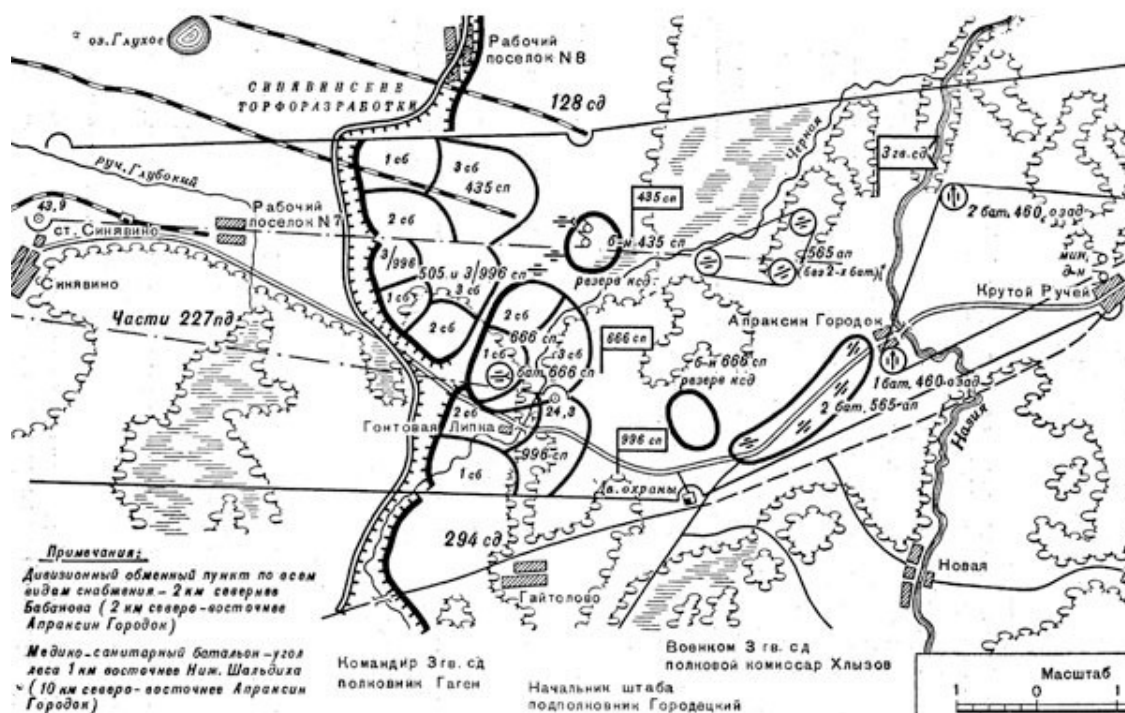 оз. Глухое
Рабочий
поселок N8
СИНЯВИНСКИЕ
ТОРФОРАЗРАБОТКИ
128 сд
Черная
3 гв. сд
руч. Глубокий
1 сб
3 сб
435 сп
2 сб
435 сп
43,9
ст. Синявино
Рабочий
поселок N7
б-н 435 сп
резерв ксд
565 ап
(без 2-х бат)
2 бат. 460 озад
мин.
д-н
Крутой Ручей
Синявино
3/996
505 и 3/996 сп
1 сб
3 сб
2 сб
Части 227 пд
2 сб
666 сп
1 сб
3 сб
бат. 666 сп
666 сп
б-н 666 сп
резерв ксд
Апраксин Городок
1 бат. 460 озад
2 бат. 565 ап
Назия
2 сб
24,3
Гонтовая Липка
996 сп
996 сп
1 сб
Дв. охраны
294 сд
Гайтолово
Новая
Примечания:
Дивизионный обменный пункт по всем
видам снабжения – 2 км севернее
Бабанова (2 км северо-восточнее
Апраксин Городок)
Медико-санитарный батальон – угол
леса 1 км восточнее Ниж. Шальдиха
(10 км северо-восточнее Апраксин
Городок)
Командир 3 гв. сд
полковник Гаген
Начальник штаба
подполковник Городецкий
Военком 3 гв. сд
полковой комиссар Хлызов
Масштаб
1 0 1